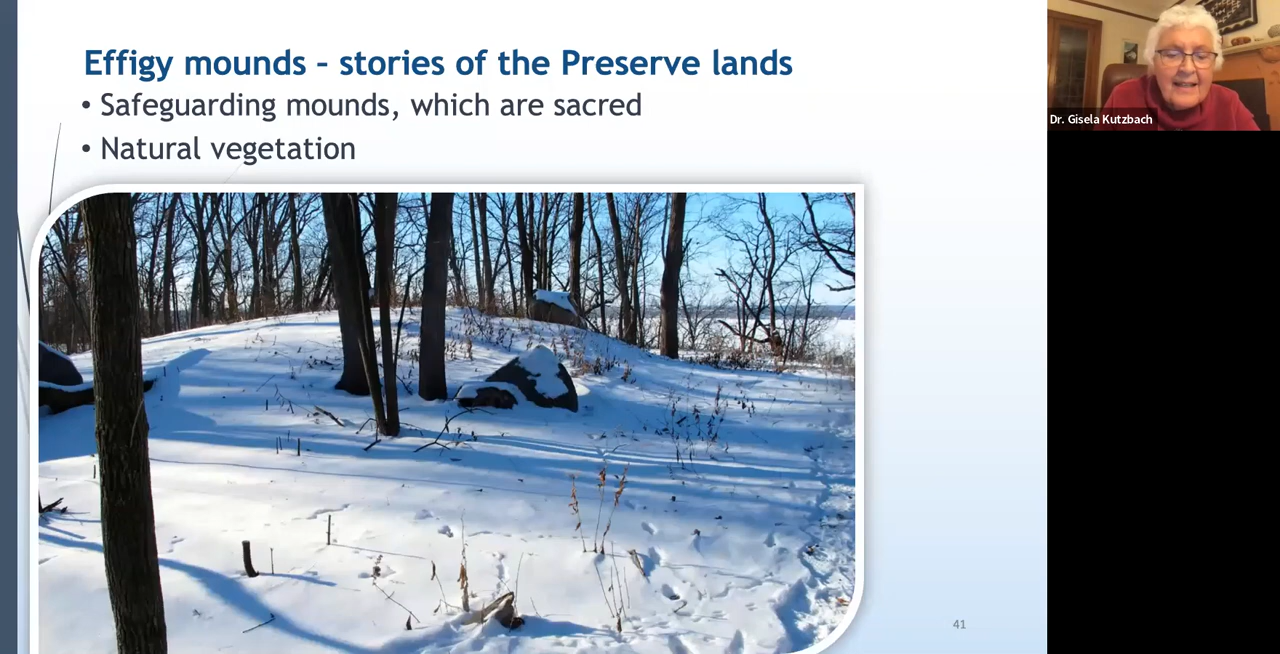 Effigy mounds – stories of the Preserve lands
• Safeguarding mounds, which are sacred
• Natural vegetation
Dr. Gisela Kutzbach
41